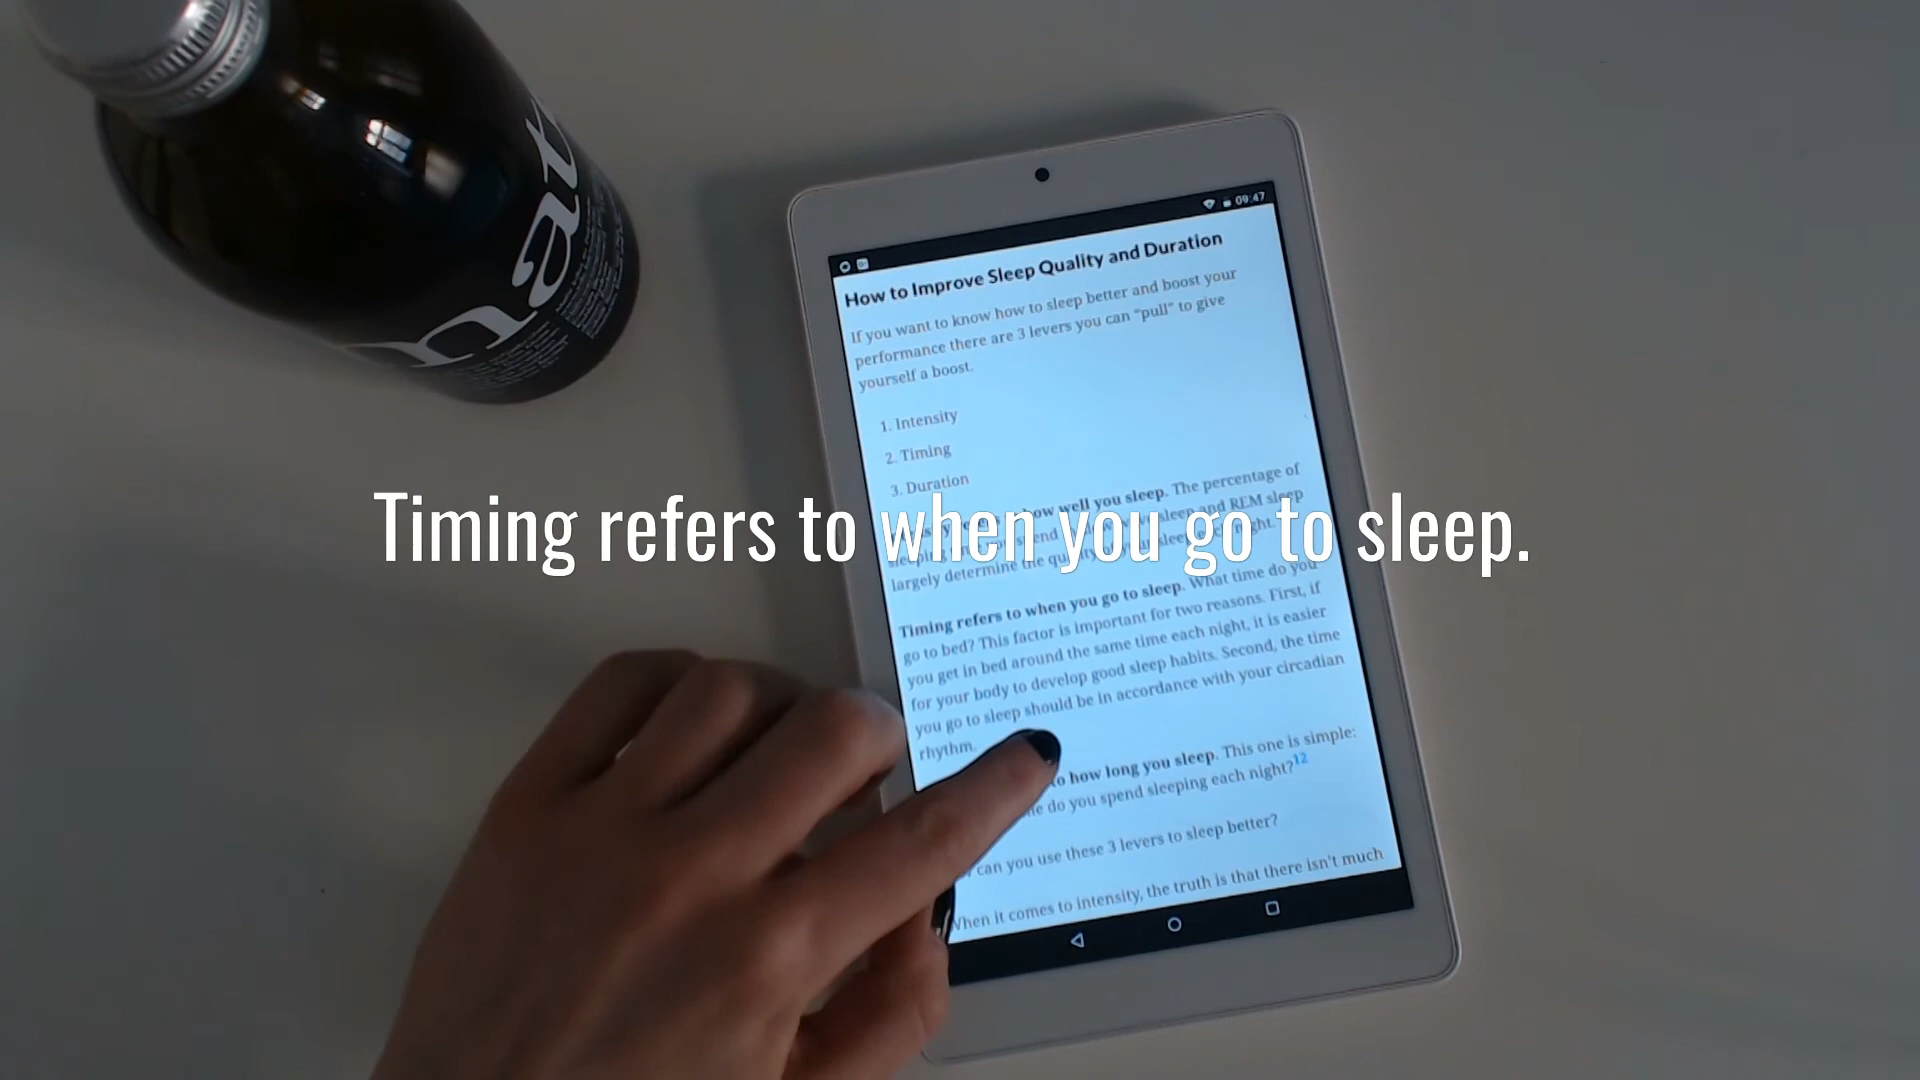 hat
09:47
How to Improve Sleep Quality and Duration
If you want to know how to sleep better and boost your
performance there are 3 levers you can “pull” to give
yourself a boost.
1. Intensity
2. Timing
3. Duration
how well you sleep. The percentage of
sleep and REM sleep
largely determine the
Timing refers to when you go to sleep.
Timing refers to when you go to sleep. What time do you
go to bed? This factor is important for two reasons. First, if
you get in bed around the same time each night, it is easier
for your body to develop good sleep habits. Second, the time
you go to sleep should be in accordance with your circadian
rhythm.
to how long you sleep. This one is simple:
do you spend sleeping each night?12
can you use these 3 levers to sleep better?
When it comes to intensity, the truth is that there isn't much